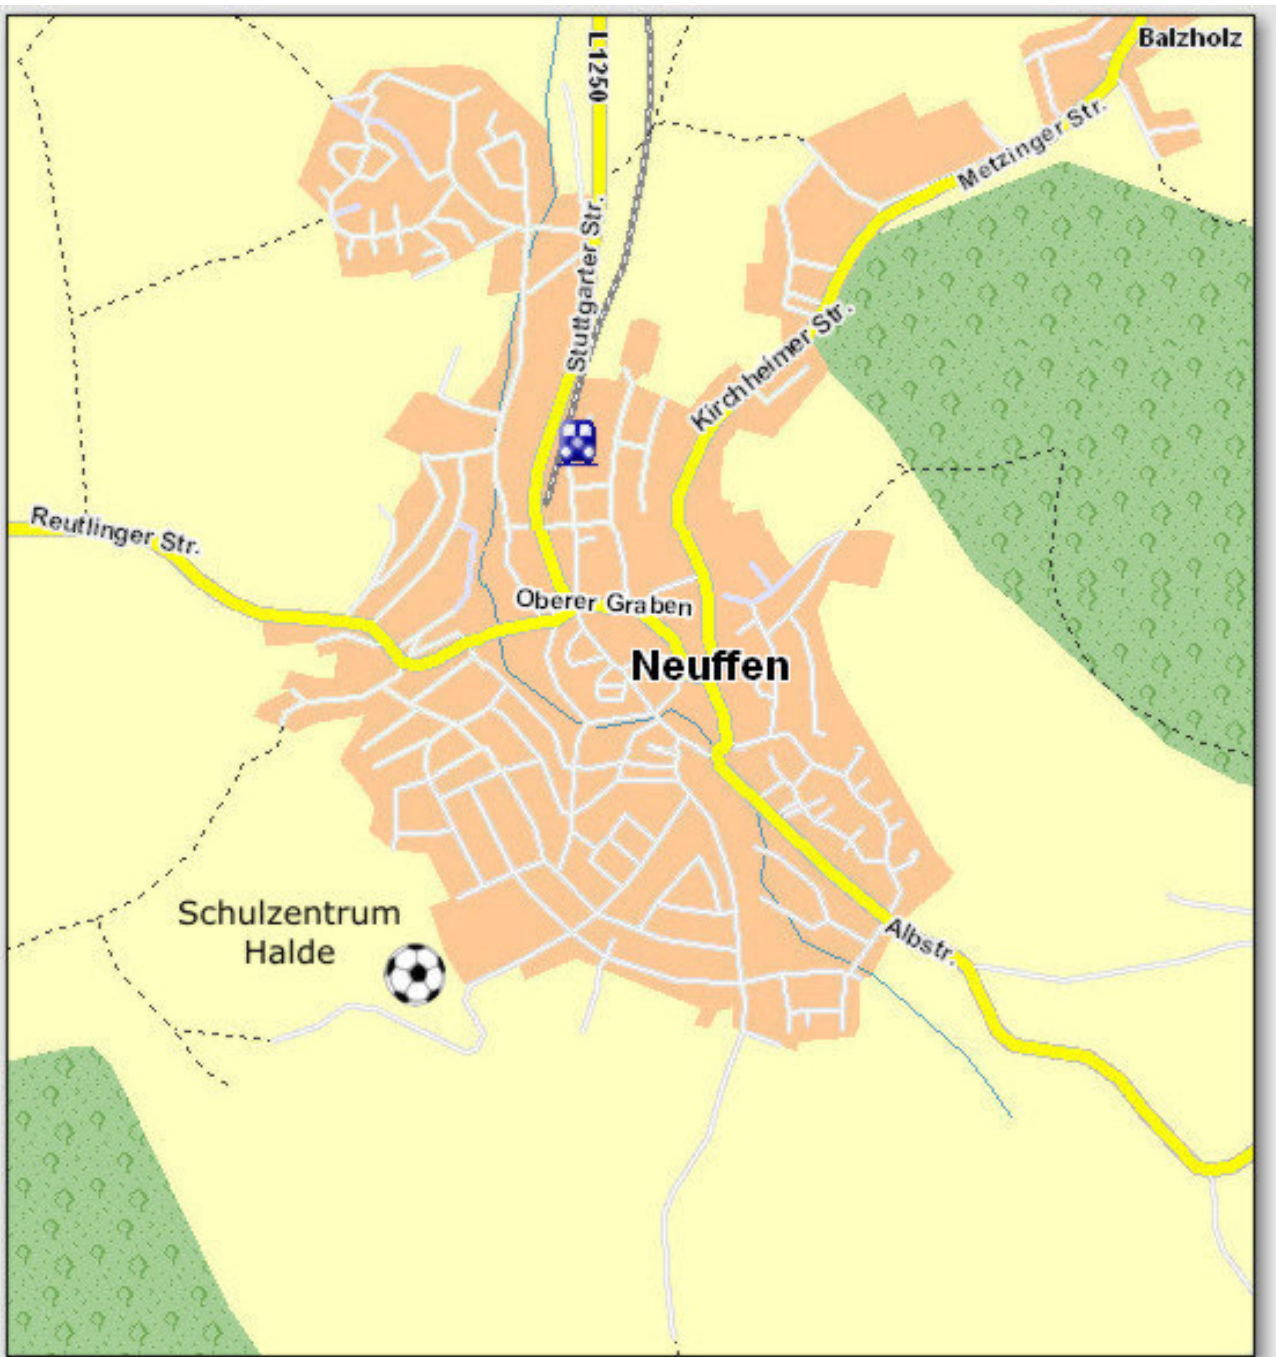 Balzholz
L1250
Metzinger Str.
Stuttgarter Str.
Kirchheimer Str.
Reutlinger Str.
Oberer Graben
Neuffen
Schulzentrum
Halde
Albstr.